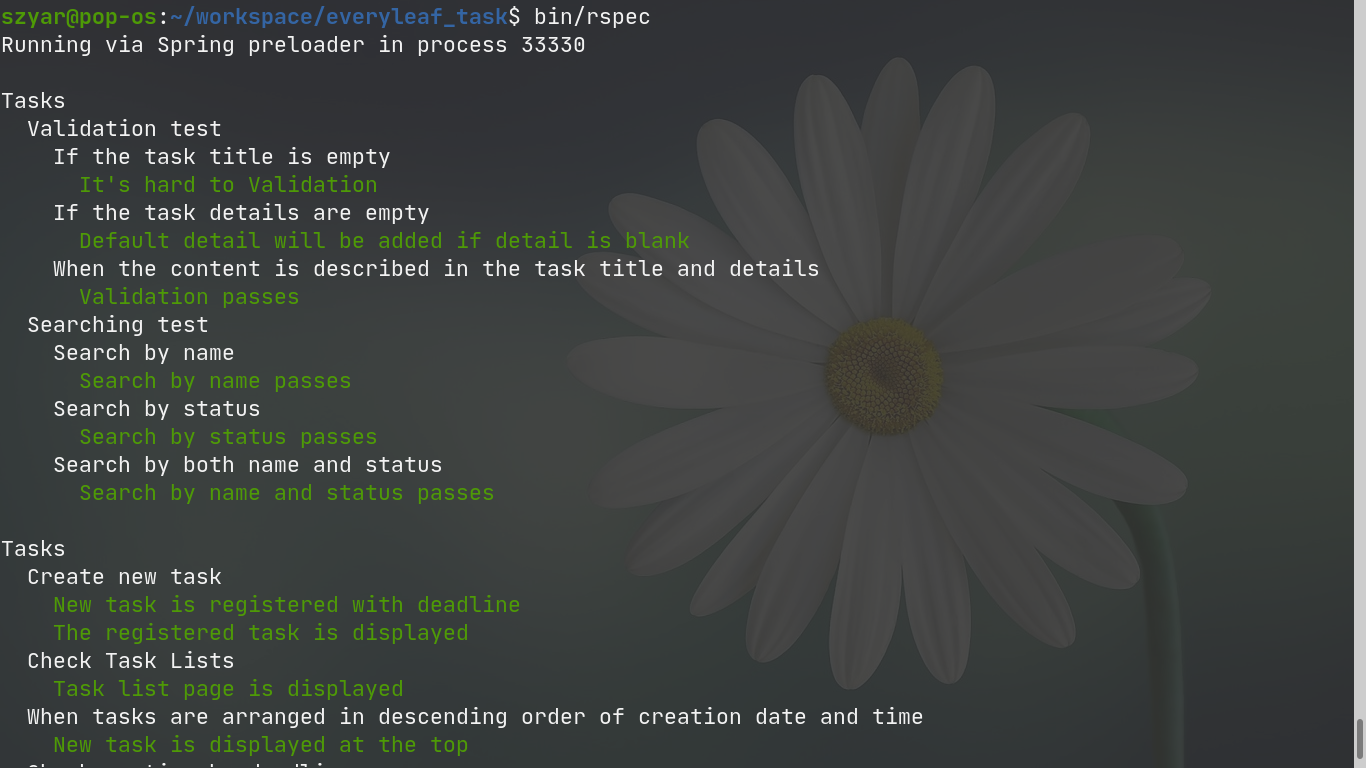 szyar@pop-os:~/workspace/everyleaf_task$ bin/rspec
Running via Spring preloader in process 33330
Tasks
Validation test
If the task title is empty
It's hard to Validation
If the task details are empty
Default detail will be added if detail is blank
When the content is described in the task title and details
Validation passes
Searching test
Search by name
Search by name passes
Search by status
Search by status passes
Search by both name and status
Search by name and status passes
Tasks
Create new task
New task is registered with deadline
The registered task is displayed
Check Task Lists
Task list page is displayed
When tasks are arranged in descending order of creation date and time
New task is displayed at the top